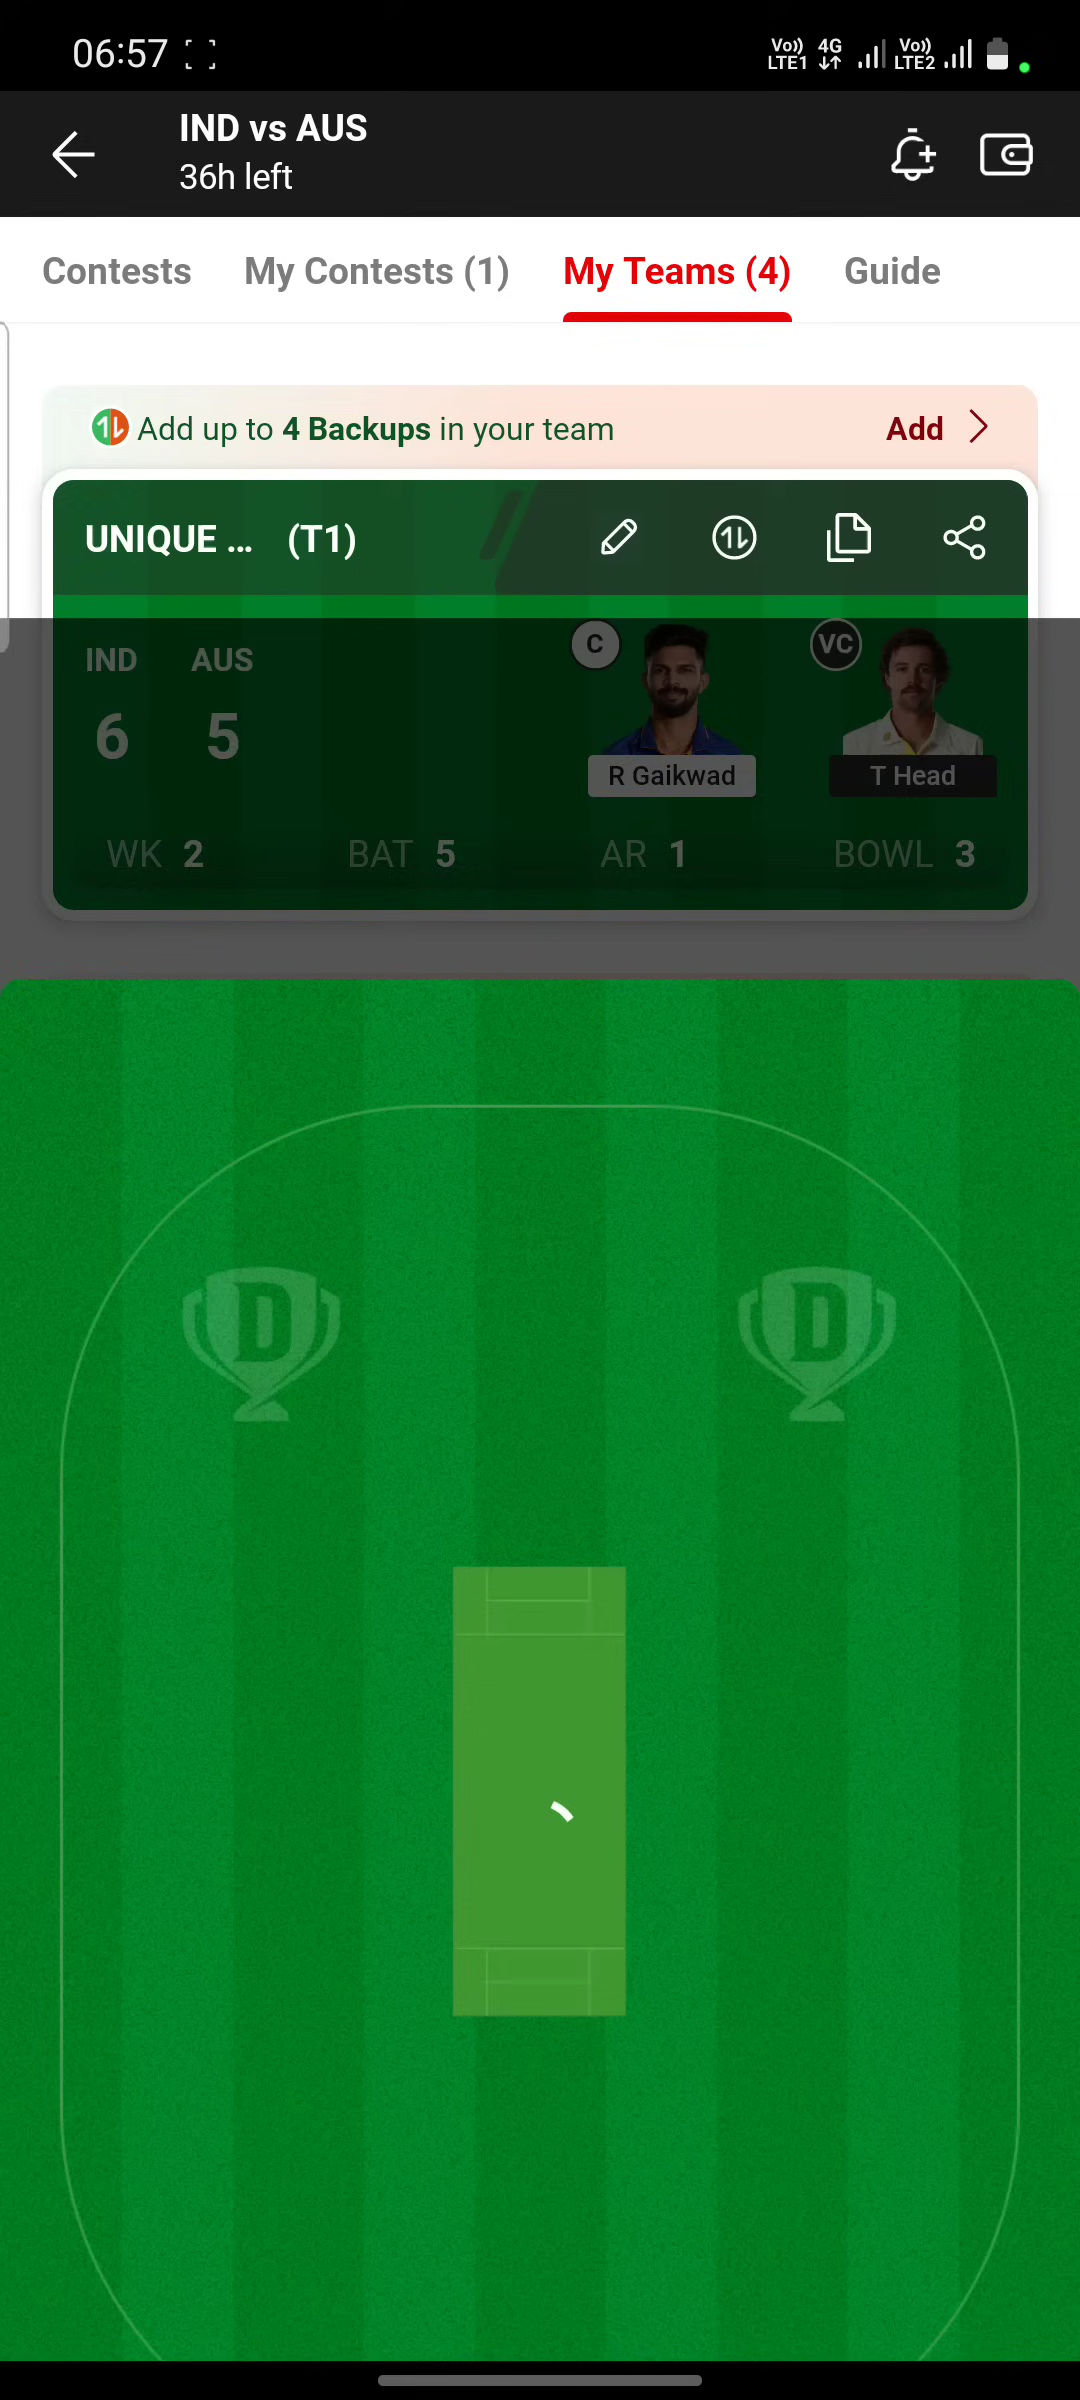 06:57
Vo)) LTE1 4G Vo)) LTE2
IND vs AUS
36h left
Contests My Contests (1) My Teams (4) Guide
Add up to 4 Backups in your team Add
UNIQUE ... (T1)
IND AUS C VC
6 5
R Gaikwad T Head
WK 2 BAT 5 AR 1 BOWL 3
D D